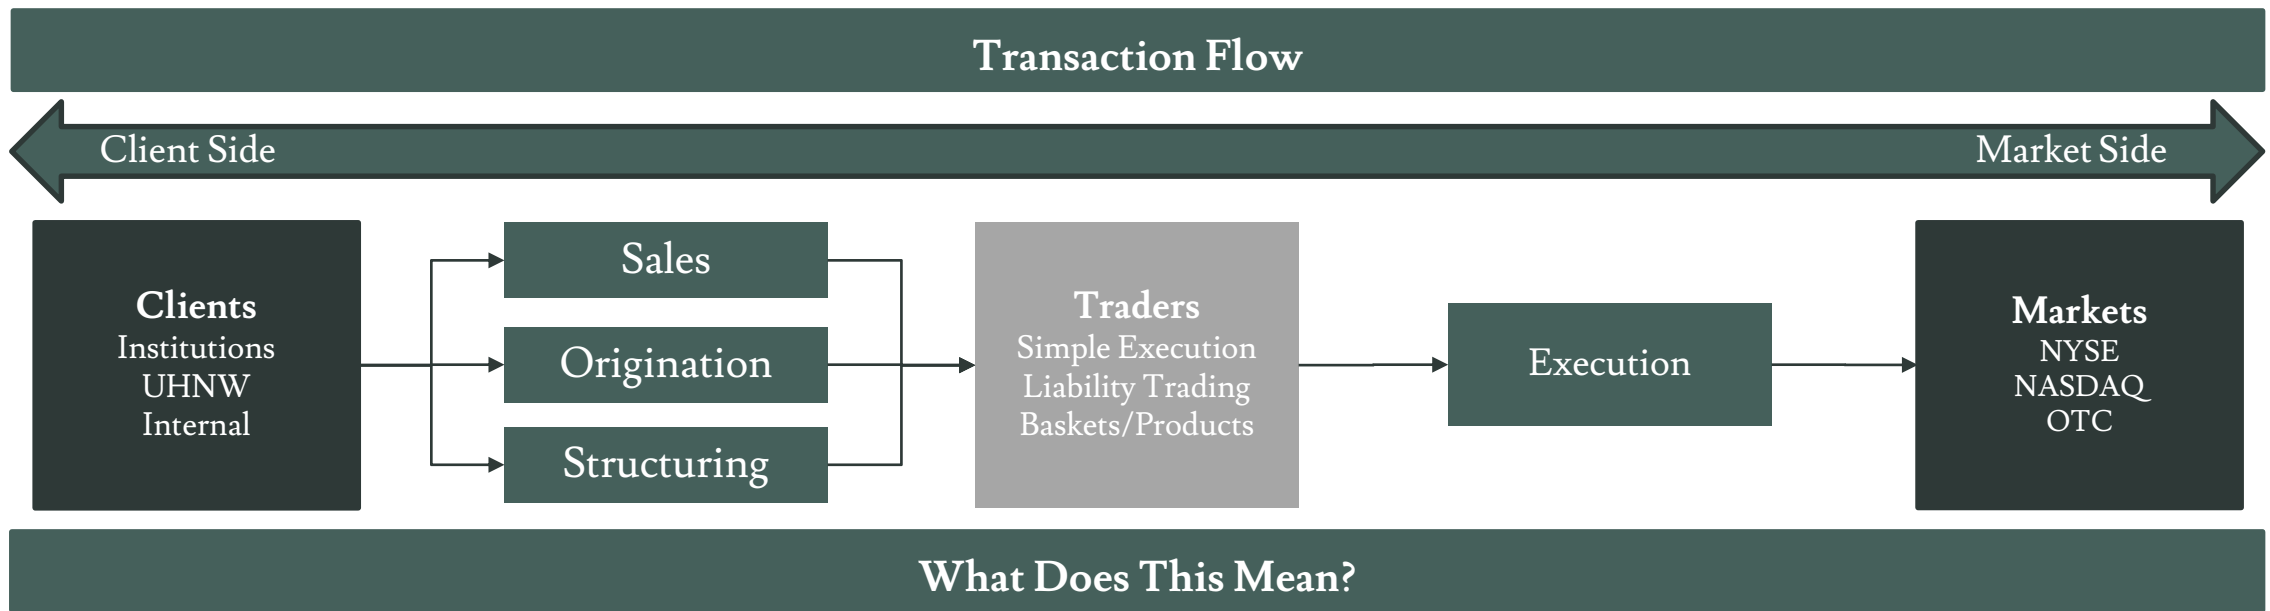 Transaction Flow
Client Side
Market Side
Clients
Institutions
UHNW
Internal
Sales
Origination
Structuring
Traders
Simple Execution
Liability Trading
Baskets/Products
Execution
Markets
NYSE
NASDAQ
OTC
What Does This Mean?